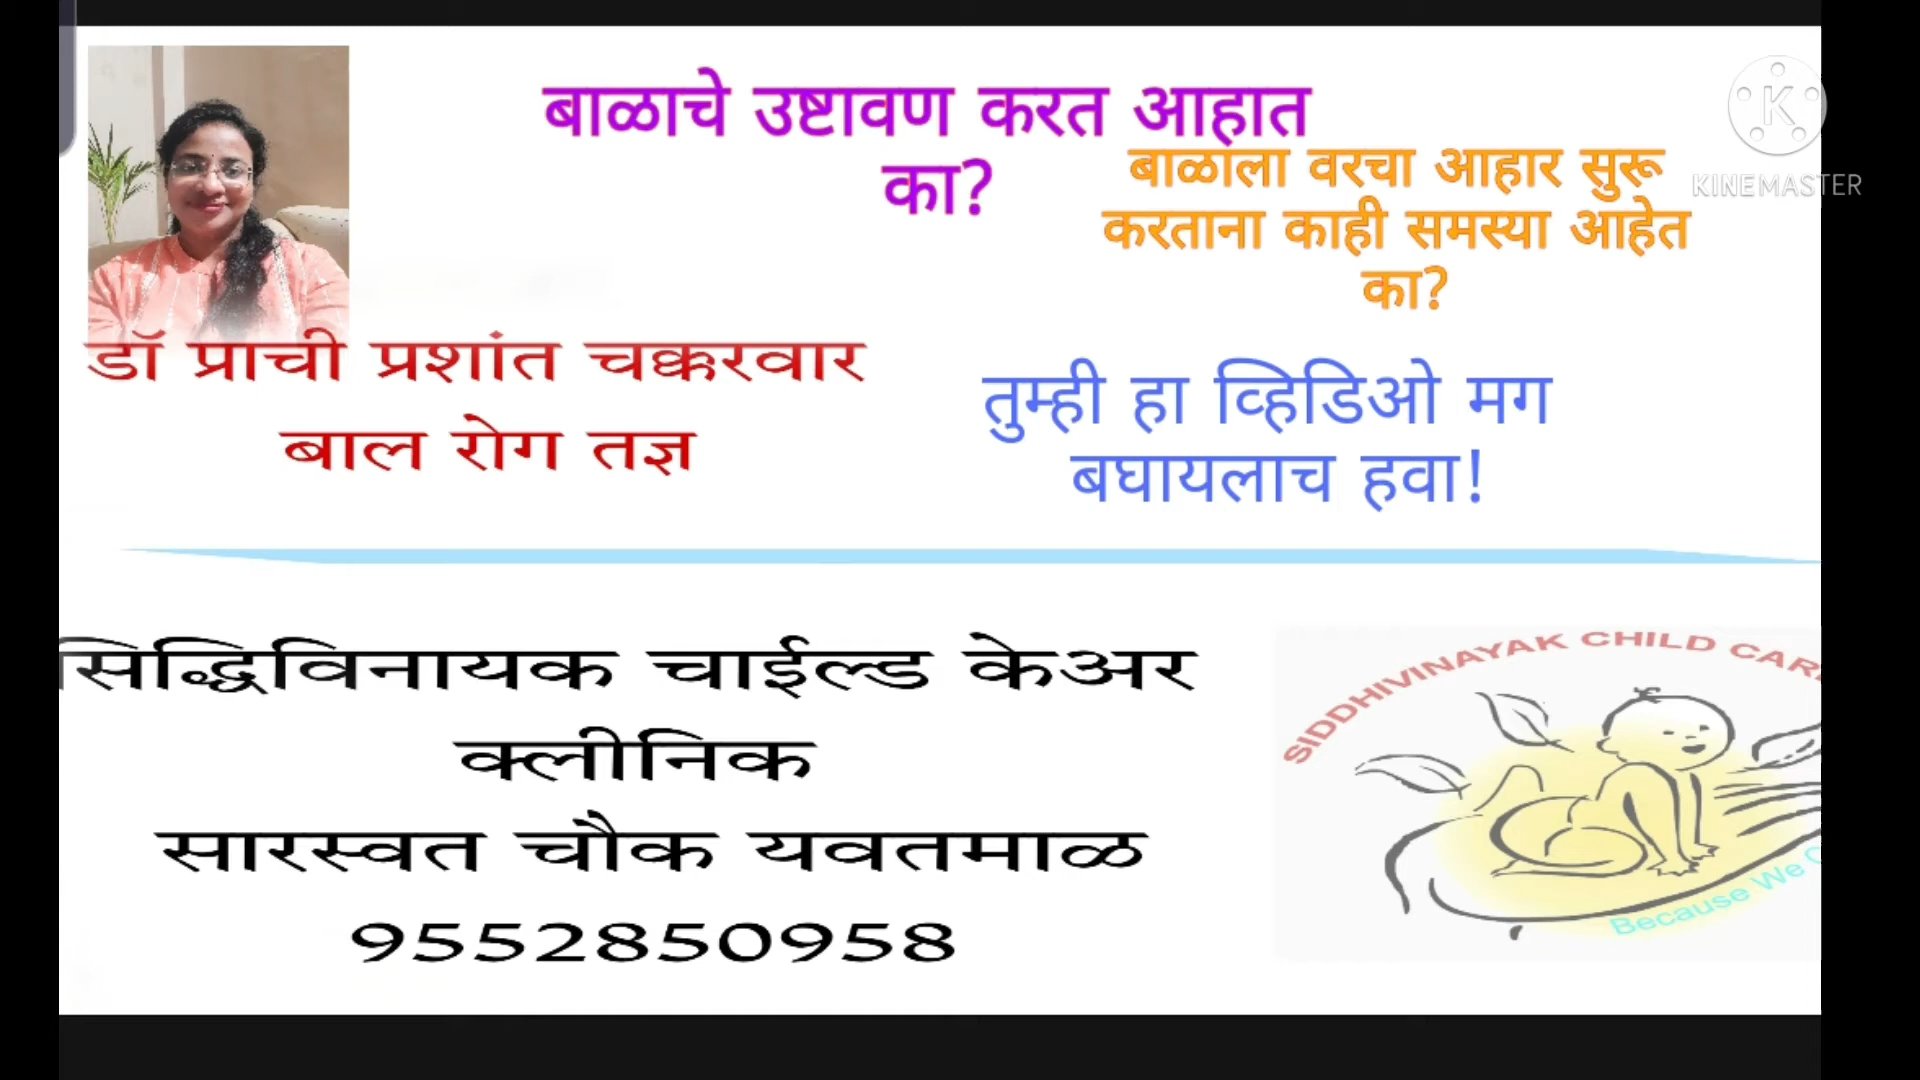 बाळाचे उष्टावण करत आहात
का?
बाळाला वरचा आहार सुरू
करताना काही समस्या आहेत
का?
KINEMASTER
डॉ प्राची प्रशांत चक्करवार
बाल रोग तज्ञ
तुम्ही हा व्हिडिओ मग
बघायलाच हवा!
सिद्धिविनायक चाईल्ड केअर
क्लीनिक
सारस्वत चौक यवतमाळ
9552850958
SIDDHIVINAYAK CHILD CAR
Because We